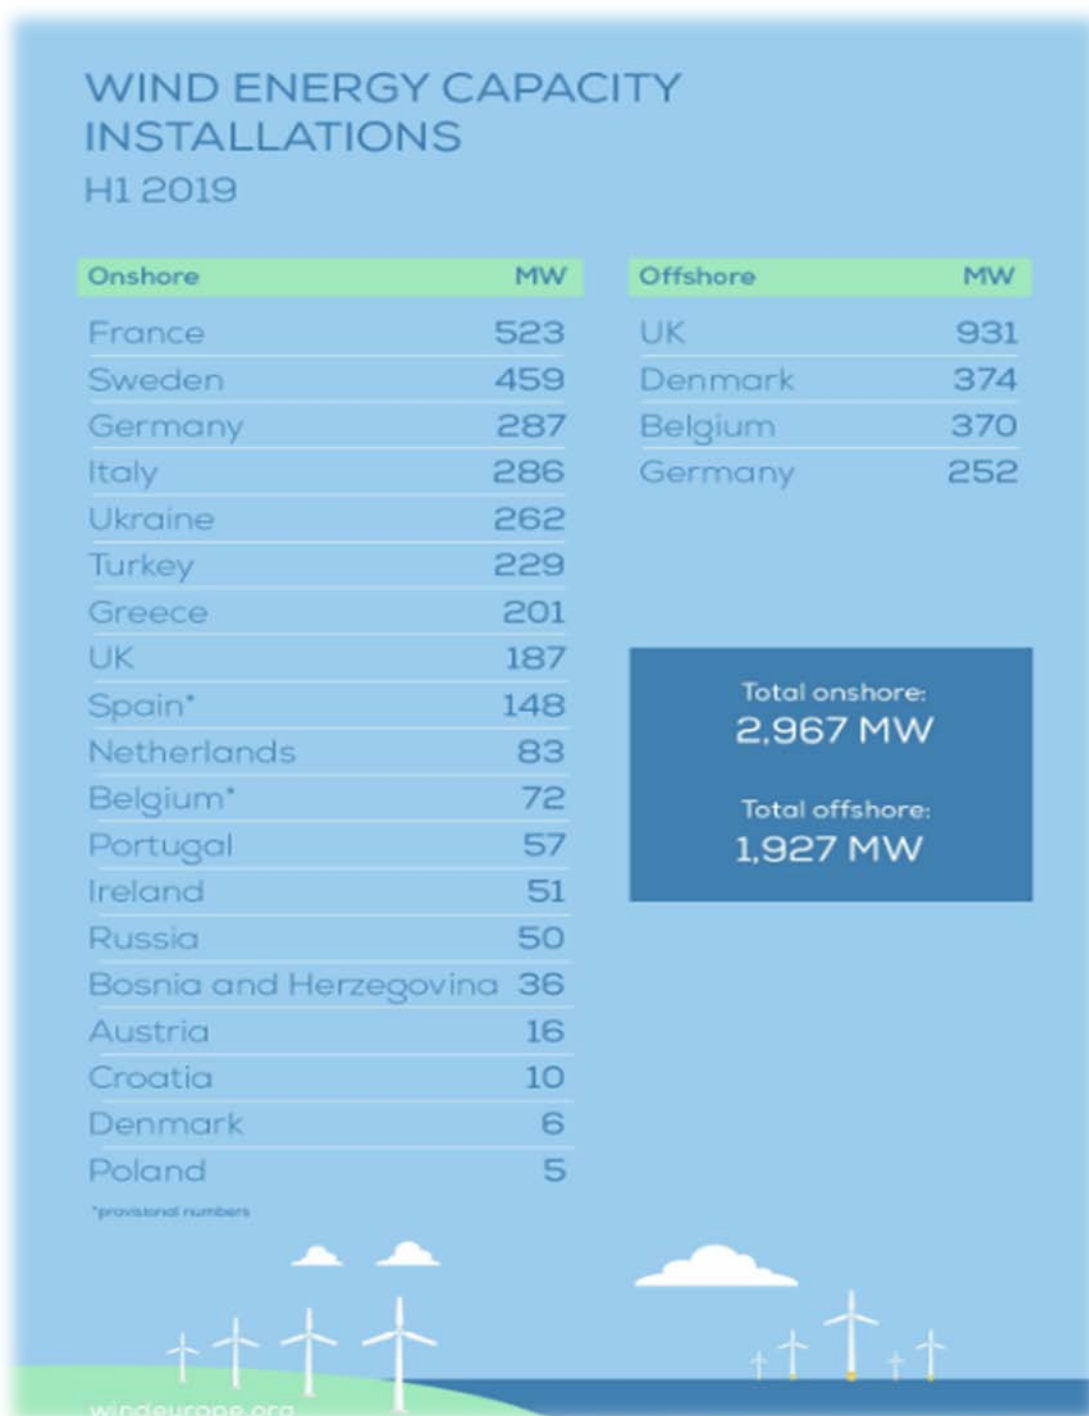 WIND ENERGY CAPACITY
INSTALLATIONS
H1 2019
Onshore MW
France 523
Sweden 459
Germany 287
Italy 286
Ukraine 262
Turkey 229
Greece 201
UK 187
Spain* 148
Netherlands 83
Belgium* 72
Portugal 57
Ireland 51
Russia 50
Bosnia and Herzegovina 36
Austria 16
Croatia 10
Denmark 6
Poland 5
*provisional numbers
Offshore MW
UK 931
Denmark 374
Belgium 370
Germany 252
Total onshore:
2,967 MW
Total offshore:
1,927 MW
windeurope.org